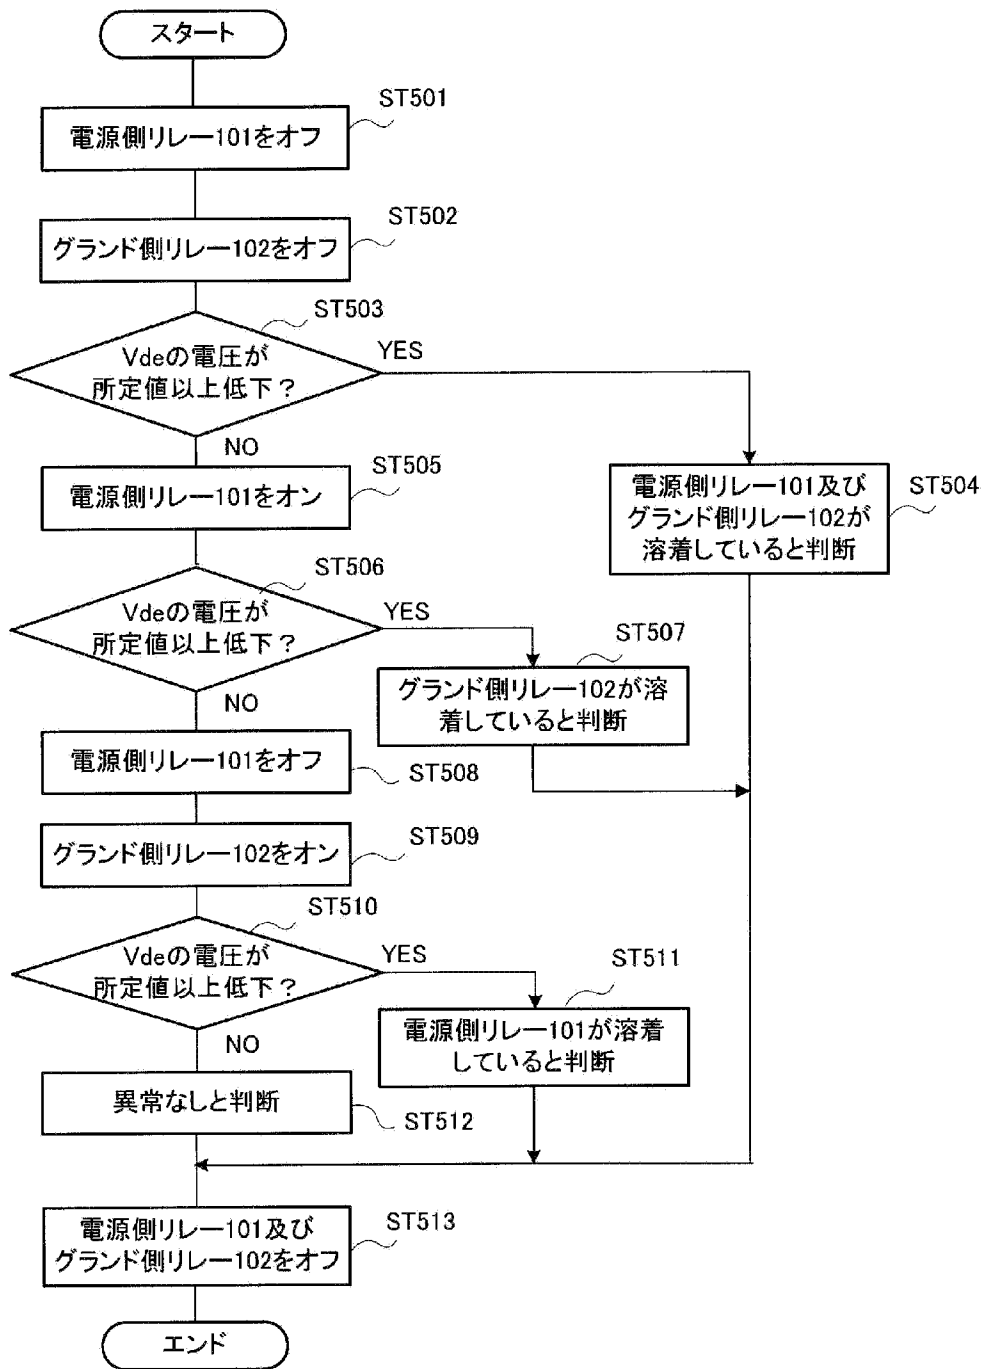 スタート
ST501
電源側リレー101をオフ
ST502
グランド側リレー102をオフ
ST503
Vdeの電圧が
所定値以上低下？
YES
NO
ST505
電源側リレー101をオン
ST504
電源側リレー101及び
グランド側リレー102が
溶着していると判断
ST506
Vdeの電圧が
所定値以上低下？
YES
NO
ST507
グランド側リレー102が溶
着していると判断
電源側リレー101をオフ
ST508
ST509
グランド側リレー102をオン
ST510
Vdeの電圧が
所定値以上低下？
YES
NO
ST511
電源側リレー101が溶着
していると判断
異常なしと判断
ST512
電源側リレー101及び
グランド側リレー102をオフ
ST513
エンド